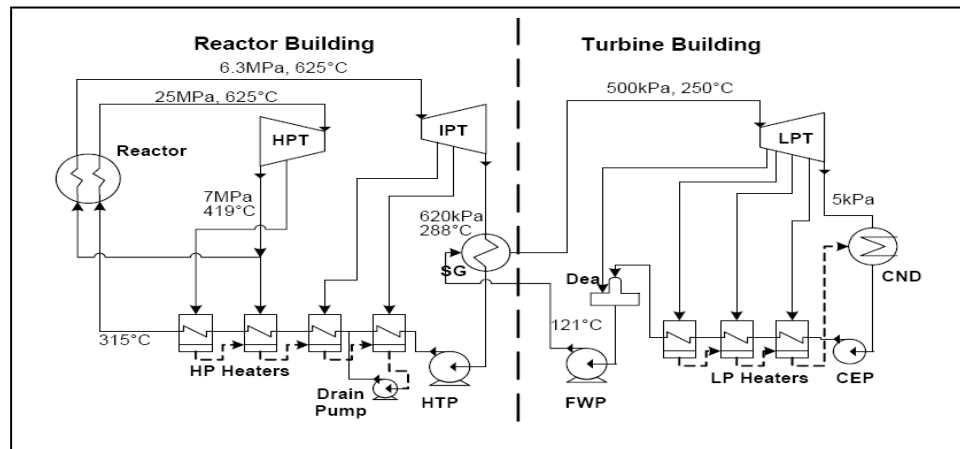 Reactor Building
Turbine Building
6.3MPa, 625°C
25MPa, 625°C
500kPa, 250°C
HPT
IPT
LPT
Reactor
7MPa
419°C
620kPa
288°C
5kPa
SG
Dea
CND
315°C
121°C
HP Heaters
LP Heaters
CEP
Drain
Pump
HTP
FWP